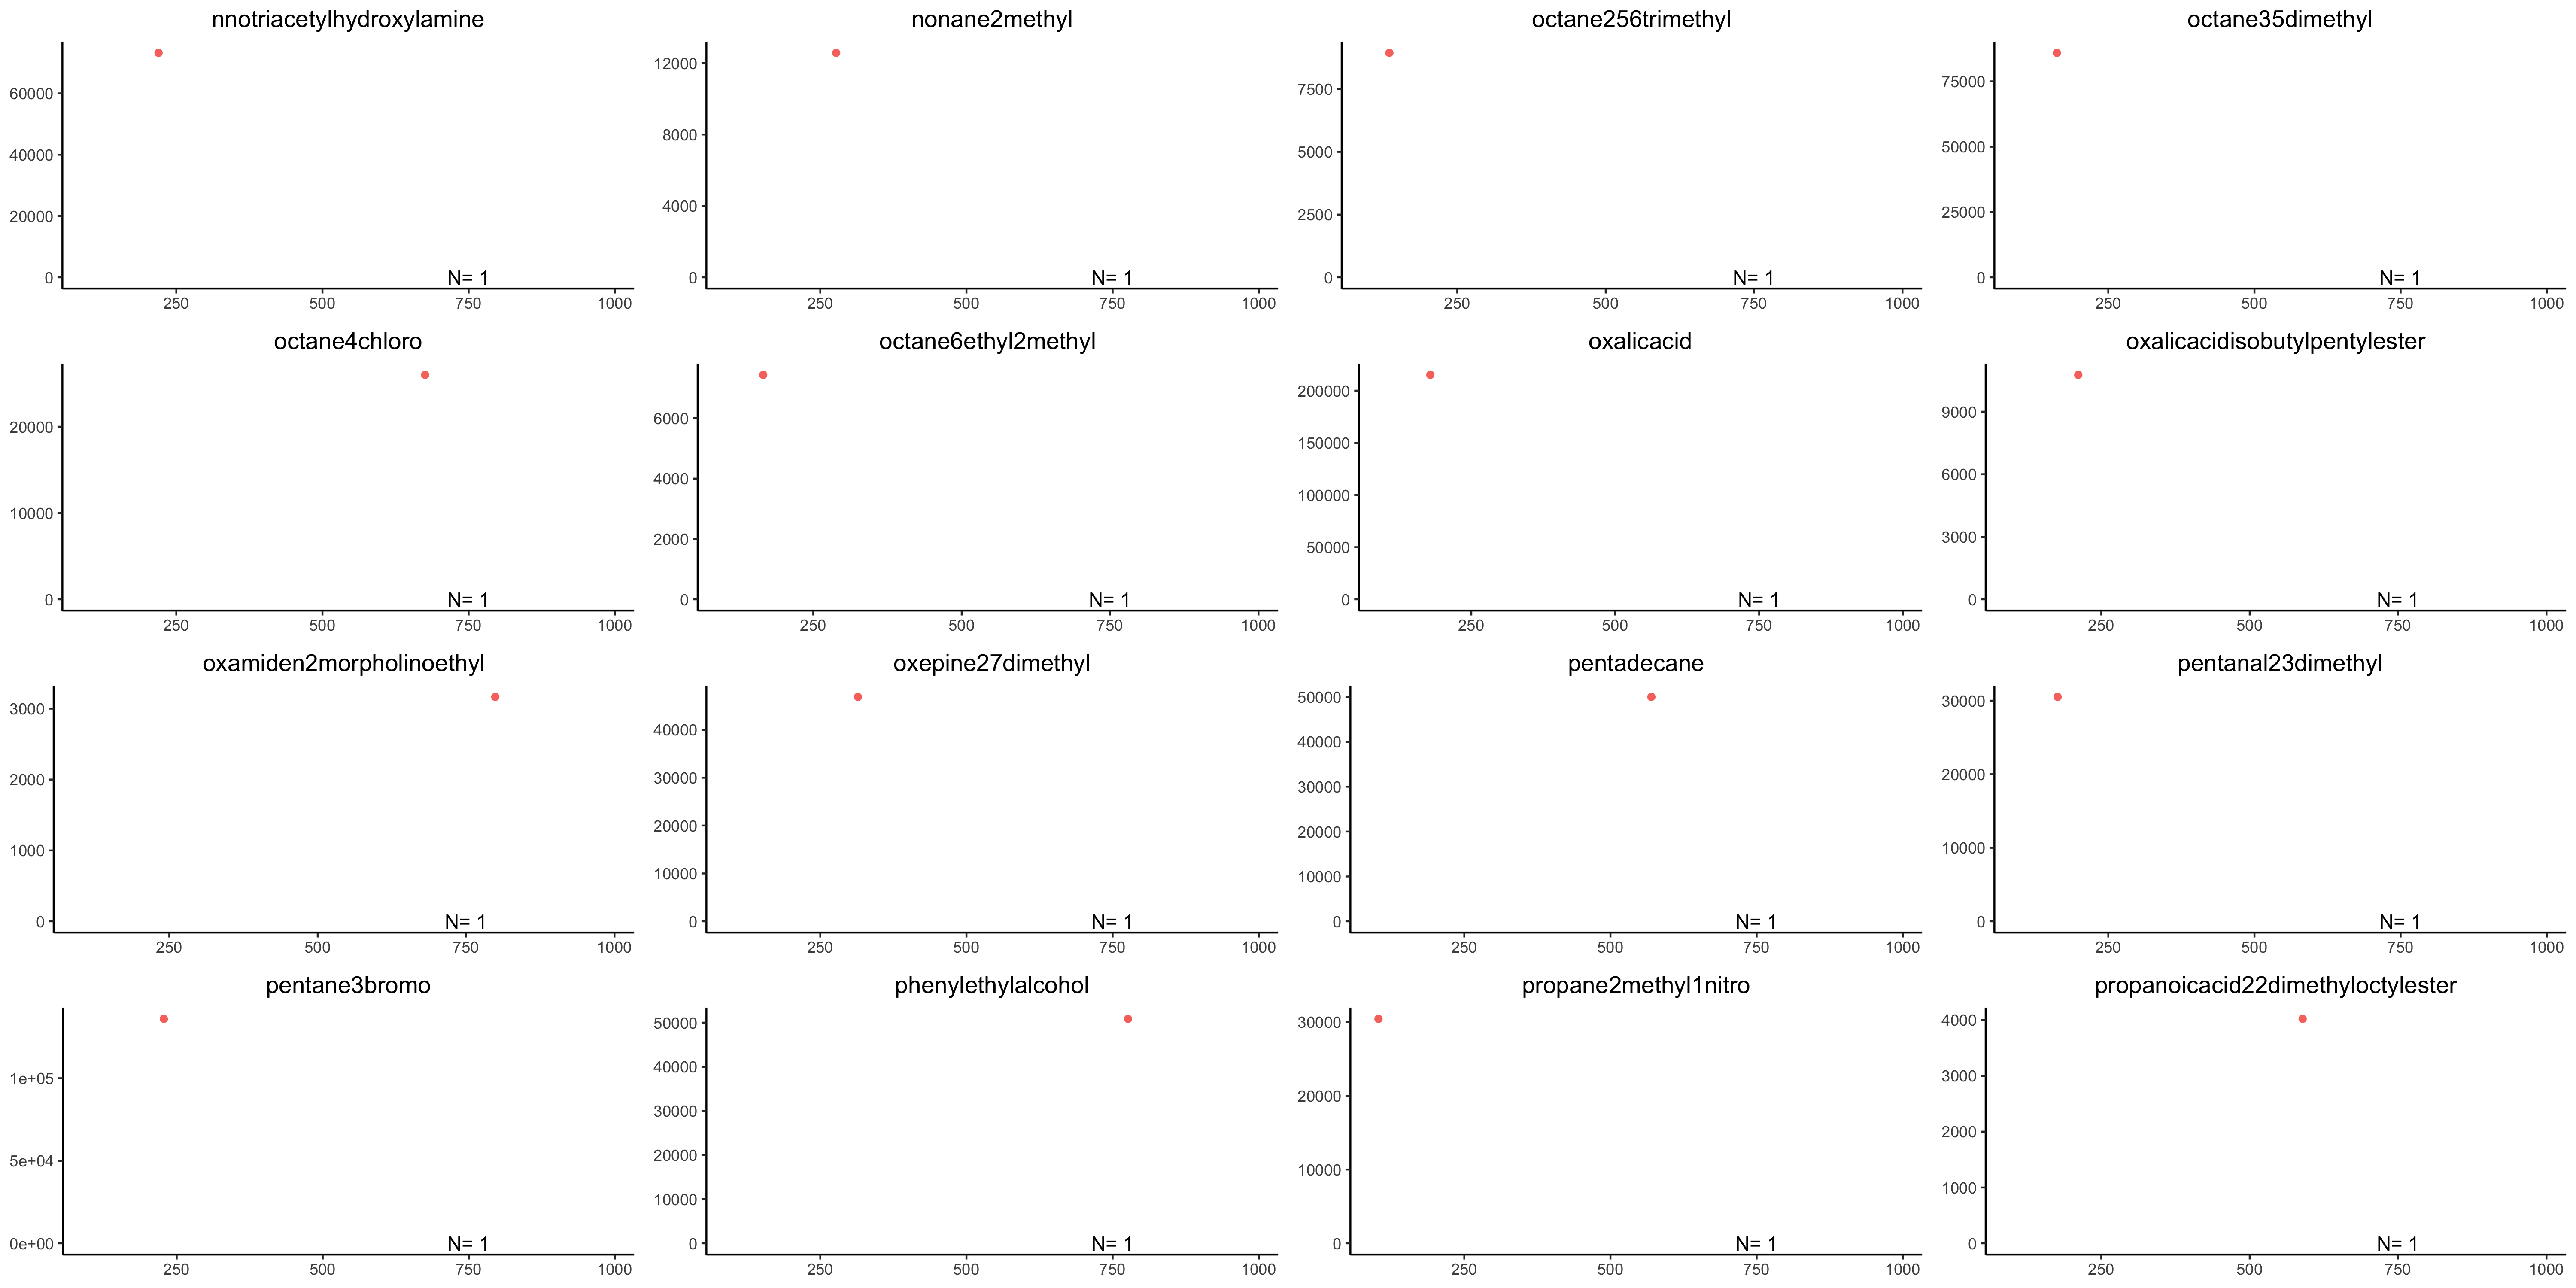 nnotriacetylhydroxylamine
60000
40000
20000
0
N= 1
250 500 750 1000
nonane2methyl
12000
8000
4000
0
N= 1
250 500 750 1000
octane256trimethyl
7500
5000
2500
0
N= 1
250 500 750 1000
octane35dimethyl
75000
50000
25000
0
N= 1
250 500 750 1000
octane4chloro
20000
10000
0
N= 1
250 500 750 1000
octane6ethyl2methyl
6000
4000
2000
0
N= 1
250 500 750 1000
oxalicacid
200000
150000
100000
50000
0
N= 1
250 500 750 1000
oxalicacidisobutylpentylester
9000
6000
3000
0
N= 1
250 500 750 1000
oxamiden2morpholinoethyl
3000
2000
1000
0
N= 1
250 500 750 1000
oxepine27dimethyl
40000
30000
20000
10000
0
N= 1
250 500 750 1000
pentadecane
50000
40000
30000
20000
10000
0
N= 1
250 500 750 1000
pentanal23dimethyl
30000
20000
10000
0
N= 1
250 500 750 1000
pentane3bromo
1e+05
5e+04
0e+00
N= 1
250 500 750 1000
phenylethylalcohol
50000
40000
30000
20000
10000
0
N= 1
250 500 750 1000
propane2methyl1nitro
30000
20000
10000
0
N= 1
250 500 750 1000
propanoicacid22dimethyloctylester
4000
3000
2000
1000
0
N= 1
250 500 750 1000